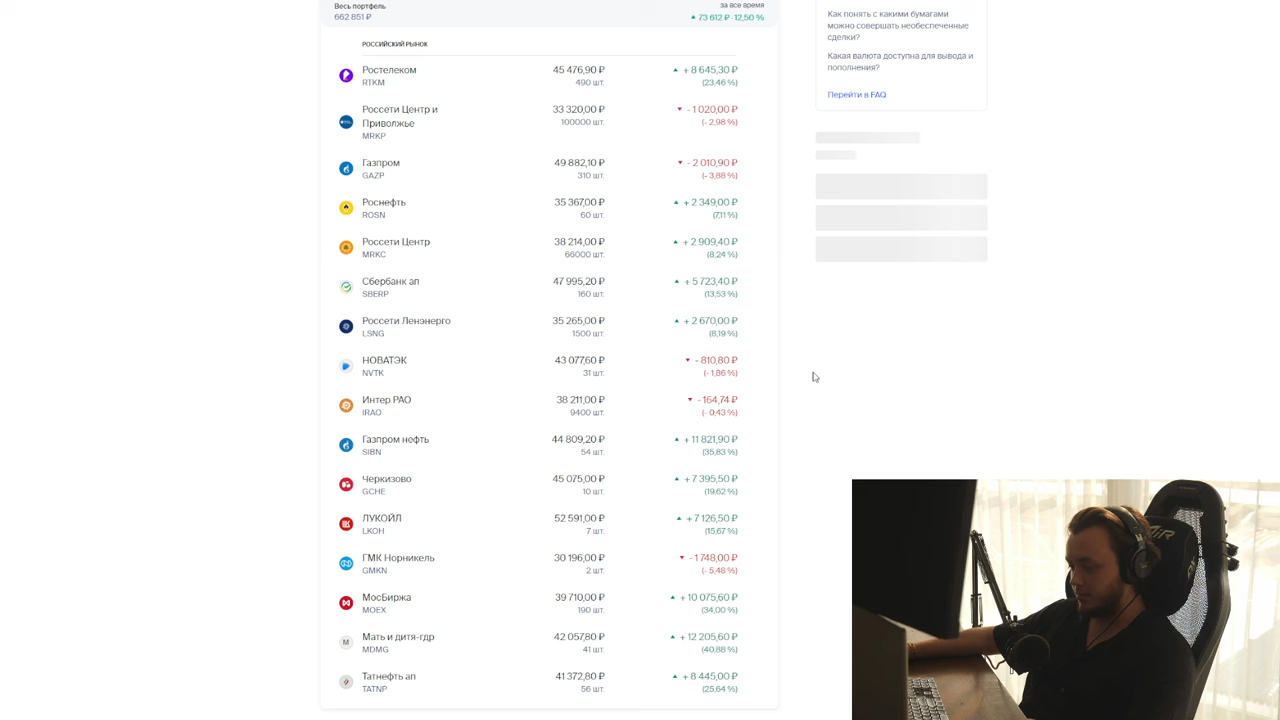 Весь портфель
за все время
662 851 ₽
73 612 ₽ · 12,50 %
РОССИЙСКИЙ РЫНОК
Ростелеком
45 476,90 ₽
+ 8 645,30 ₽
RTKM
490 шт.
(23,46 %)
Россети Центр и
Приволжье
33 320,00 ₽
- 1 020,00 ₽
MRKP
100000 шт.
(- 2,98 %)
Газпром
49 882,10 ₽
- 2 010,90 ₽
GAZP
310 шт.
(- 3,88 %)
Роснефть
35 367,00 ₽
+ 2 349,00 ₽
ROSN
60 шт.
(7,11 %)
Россети Центр
38 214,00 ₽
+ 2 909,40 ₽
MRKC
66000 шт.
(8,24 %)
Сбербанк ап
47 995,20 ₽
+ 5 723,40 ₽
SBERP
160 шт.
(13,53 %)
Россети Ленэнерго
35 265,00 ₽
+ 2 670,00 ₽
LSNG
1500 шт.
(8,19 %)
НОВАТЭК
43 077,60 ₽
- 810,80 ₽
NVTK
31 шт.
(- 1,86 %)
Интер РАО
38 211,00 ₽
- 164,74 ₽
IRAO
9400 шт.
(- 0,43 %)
Газпром нефть
44 809,20 ₽
+ 11 821,90 ₽
SIBN
54 шт.
(35,83 %)
Черкизово
45 075,00 ₽
+ 7 395,50 ₽
GCHE
10 шт.
(19,62 %)
ЛУКОЙЛ
52 591,00 ₽
+ 7 126,50 ₽
LKOH
7 шт.
(15,67 %)
ГМК Норникель
30 196,00 ₽
- 1 748,00 ₽
GMKN
2 шт.
(- 5,48 %)
МосБиржа
39 710,00 ₽
+ 10 075,60 ₽
MOEX
190 шт.
(34,00 %)
М
Мать и дитя-гдр
42 057,80 ₽
+ 12 205,60 ₽
MDMG
41 шт.
(40,88 %)
Татнефть ап
41 372,80 ₽
+ 8 445,00 ₽
TATNP
56 шт.
(25,64 %)
Как понять с какими бумагами
можно совершать необеспеченные
сделки?
Какая валюта доступна для вывода и
пополнения?
Перейти в FAQ